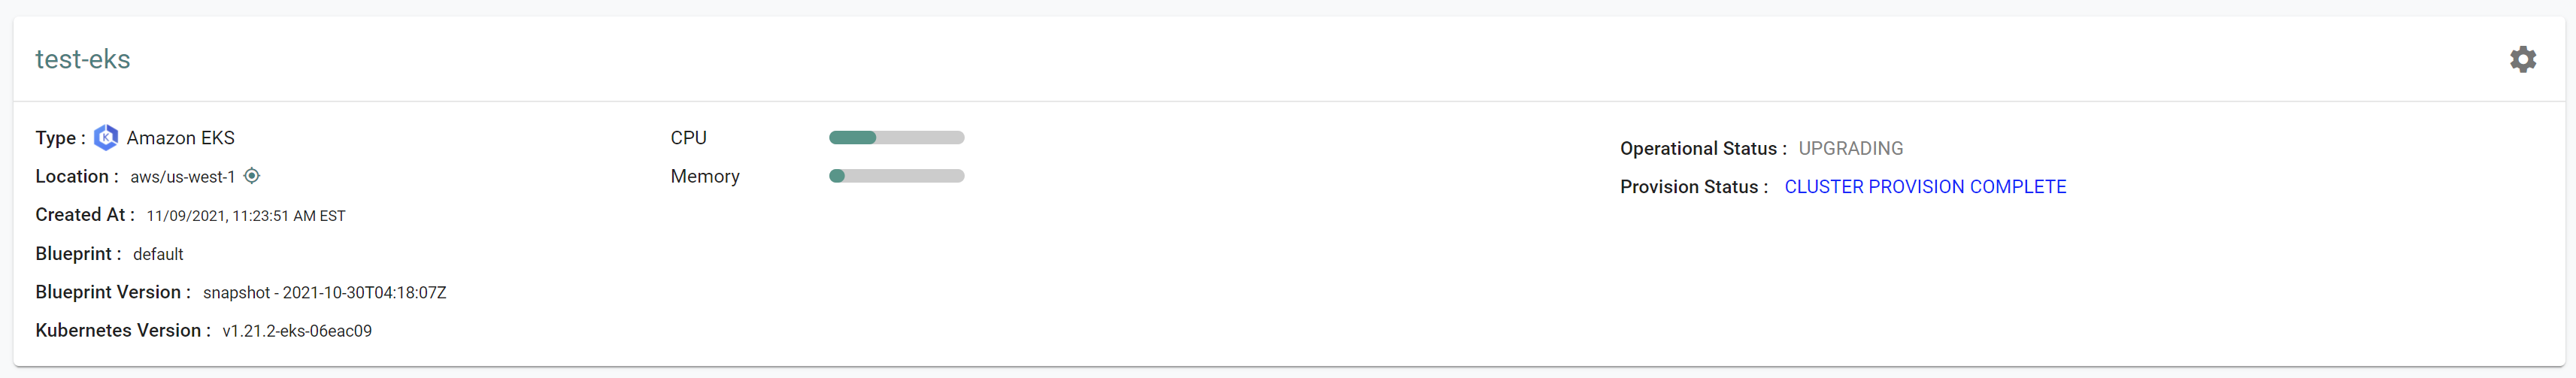 test-eks
Type : Amazon EKS
Location : aws/us-west-1
Created At : 11/09/2021, 11:23:51 AM EST
Blueprint : default
Blueprint Version : snapshot - 2021-10-30T04:18:07Z
Kubernetes Version : v1.21.2-eks-06eac09
CPU
Memory
Operational Status : UPGRADING
Provision Status : CLUSTER PROVISION COMPLETE